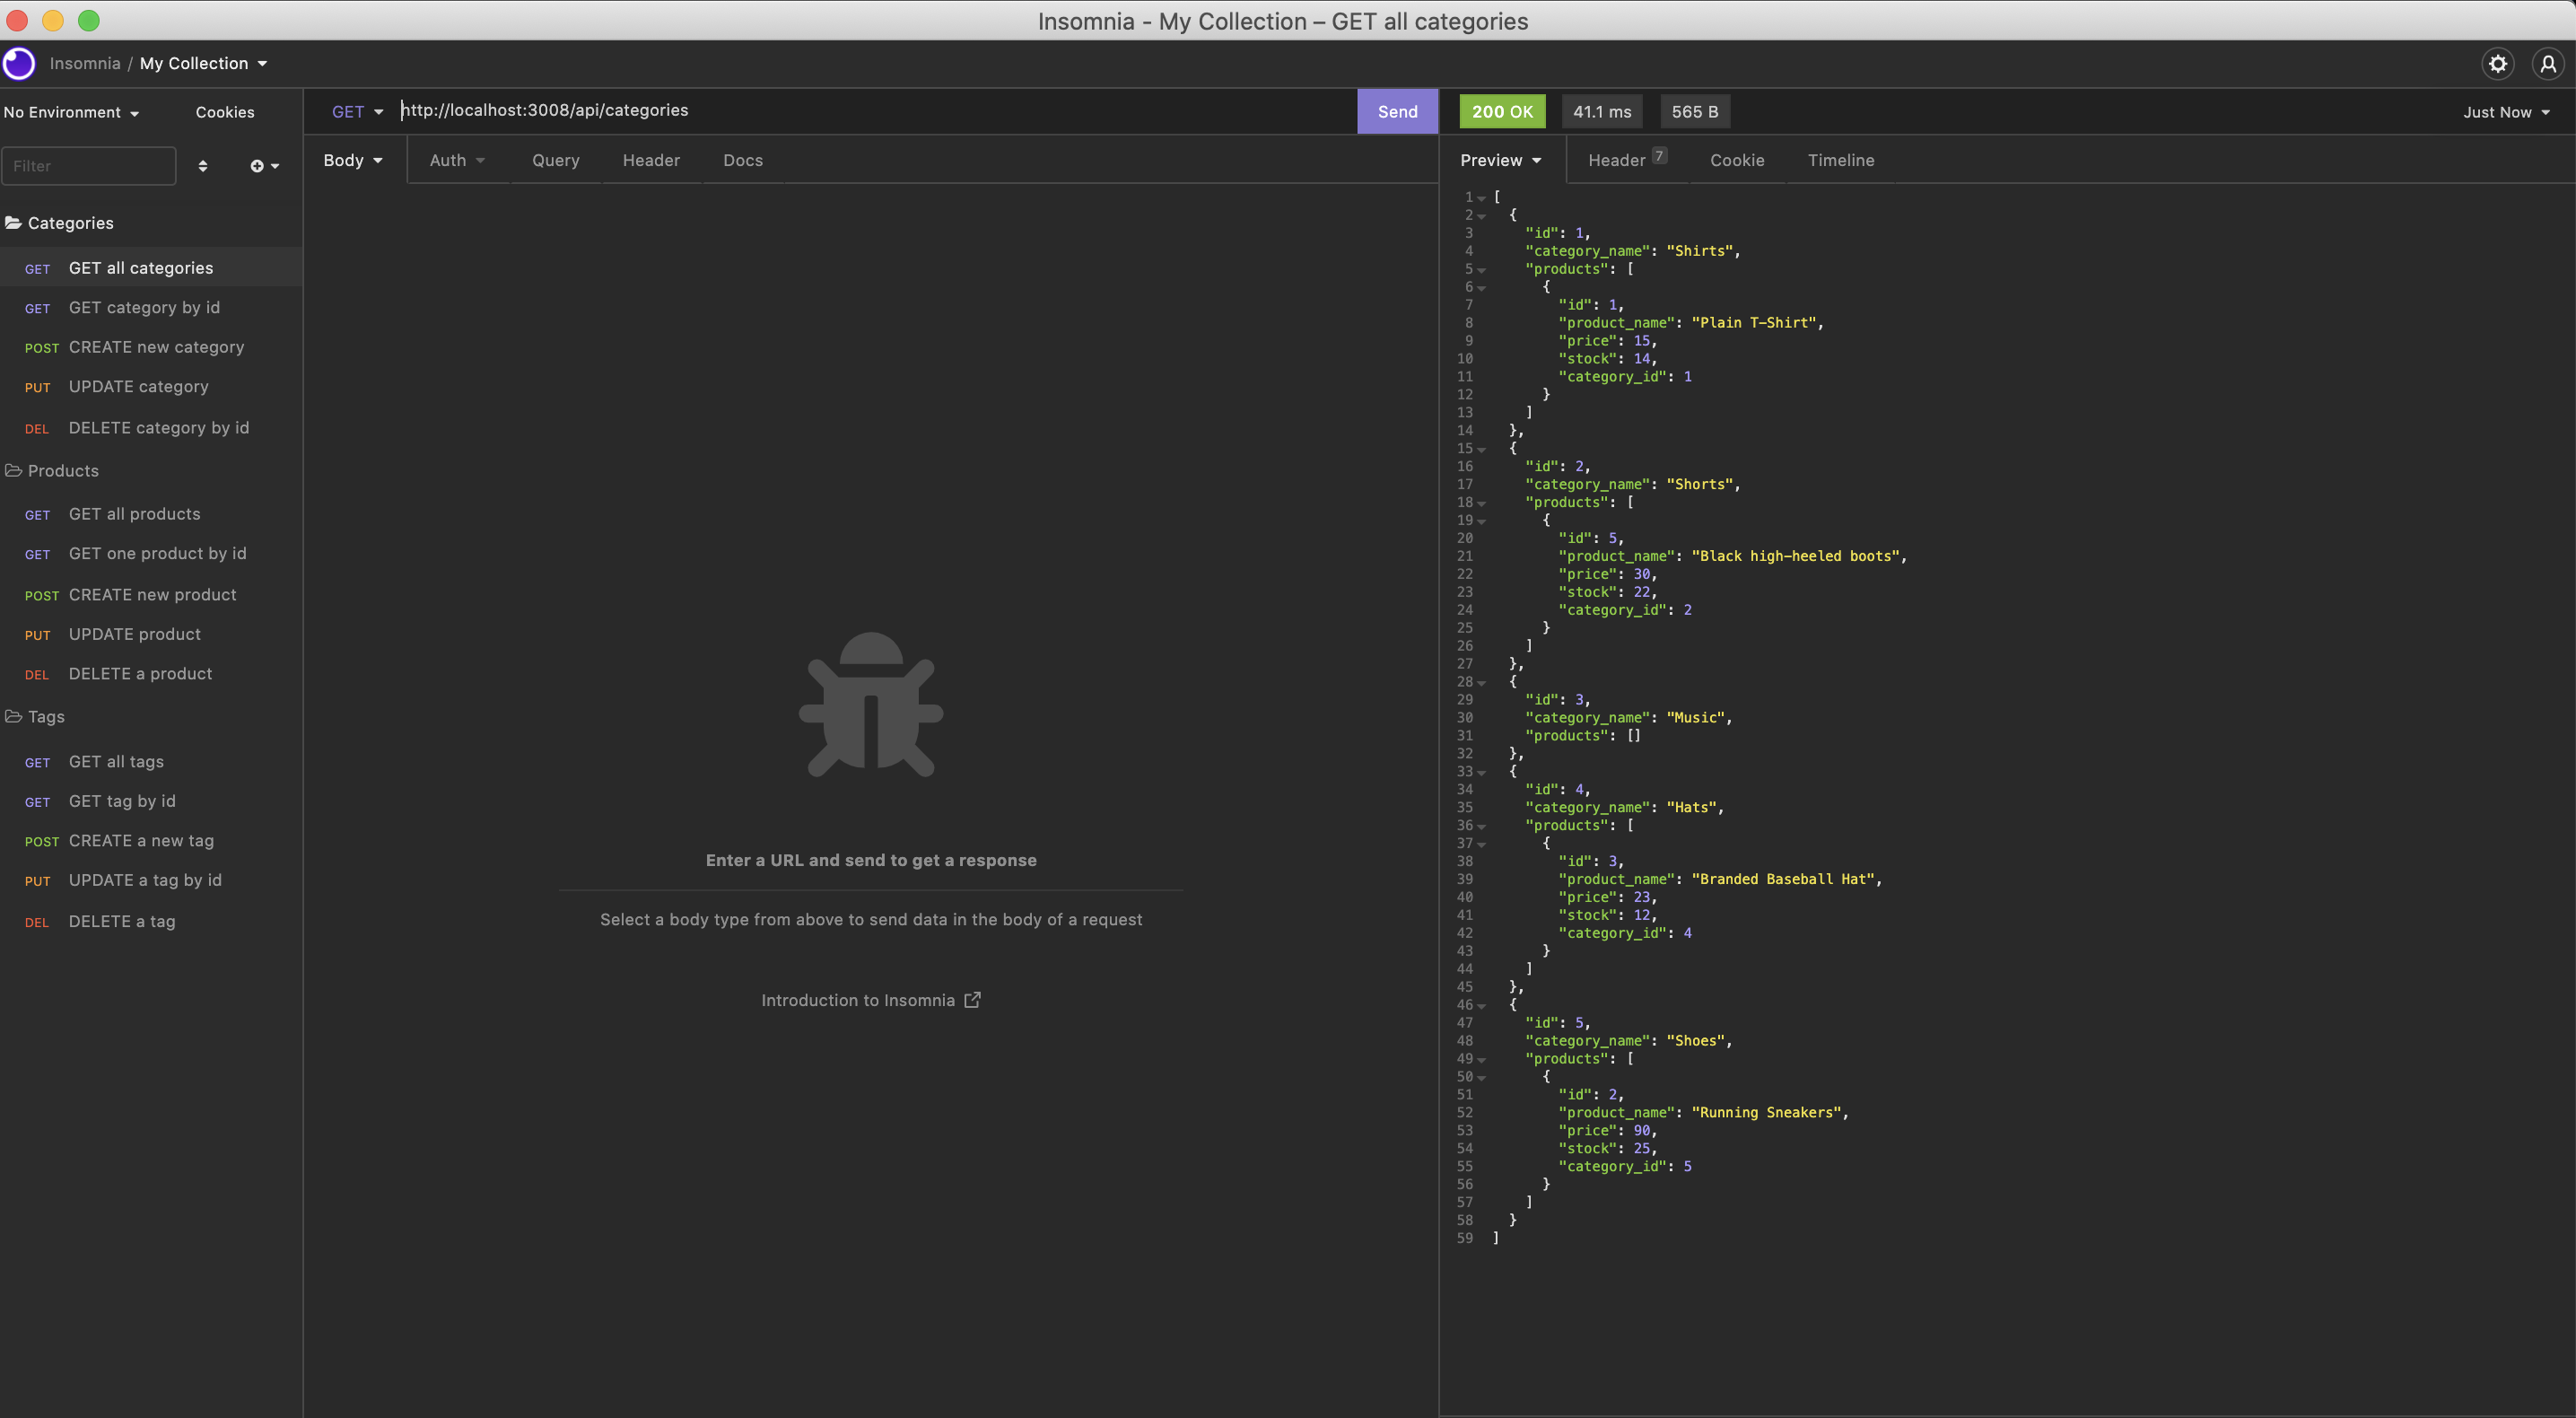 Insomnia - My Collection – GET all categories
Insomnia / My Collection
No Environment
Cookies
Filter
Categories
GET GET all categories
GET GET category by id
POST CREATE new category
PUT UPDATE category
DEL DELETE category by id
Products
GET GET all products
GET GET one product by id
POST CREATE new product
PUT UPDATE product
DEL DELETE a product
Tags
GET GET all tags
GET GET tag by id
POST CREATE a new tag
PUT UPDATE a tag by id
DEL DELETE a tag
GET http://localhost:3008/api/categories Send
Body Auth Query Header Docs
Enter a URL and send to get a response
Select a body type from above to send data in the body of a request
Introduction to Insomnia
200 OK 41.1 ms 565 B Just Now
Preview Header 7 Cookie Timeline
1 [
2 {
3 "id": 1,
4 "category_name": "Shirts",
5 "products": [
6 {
7 "id": 1,
8 "product_name": "Plain T-Shirt",
9 "price": 15,
10 "stock": 14,
11 "category_id": 1
12 }
13 ]
14 },
15 {
16 "id": 2,
17 "category_name": "Shorts",
18 "products": [
19 {
20 "id": 5,
21 "product_name": "Black high-heeled boots",
22 "price": 30,
23 "stock": 22,
24 "category_id": 2
25 }
26 ]
27 },
28 {
29 "id": 3,
30 "category_name": "Music",
31 "products": []
32 },
33 {
34 "id": 4,
35 "category_name": "Hats",
36 "products": [
37 {
38 "id": 3,
39 "product_name": "Branded Baseball Hat",
40 "price": 23,
41 "stock": 12,
42 "category_id": 4
43 }
44 ]
45 },
46 {
47 "id": 5,
48 "category_name": "Shoes",
49 "products": [
50 {
51 "id": 2,
52 "product_name": "Running Sneakers",
53 "price": 90,
54 "stock": 25,
55 "category_id": 5
56 }
57 ]
58 }
59 ]